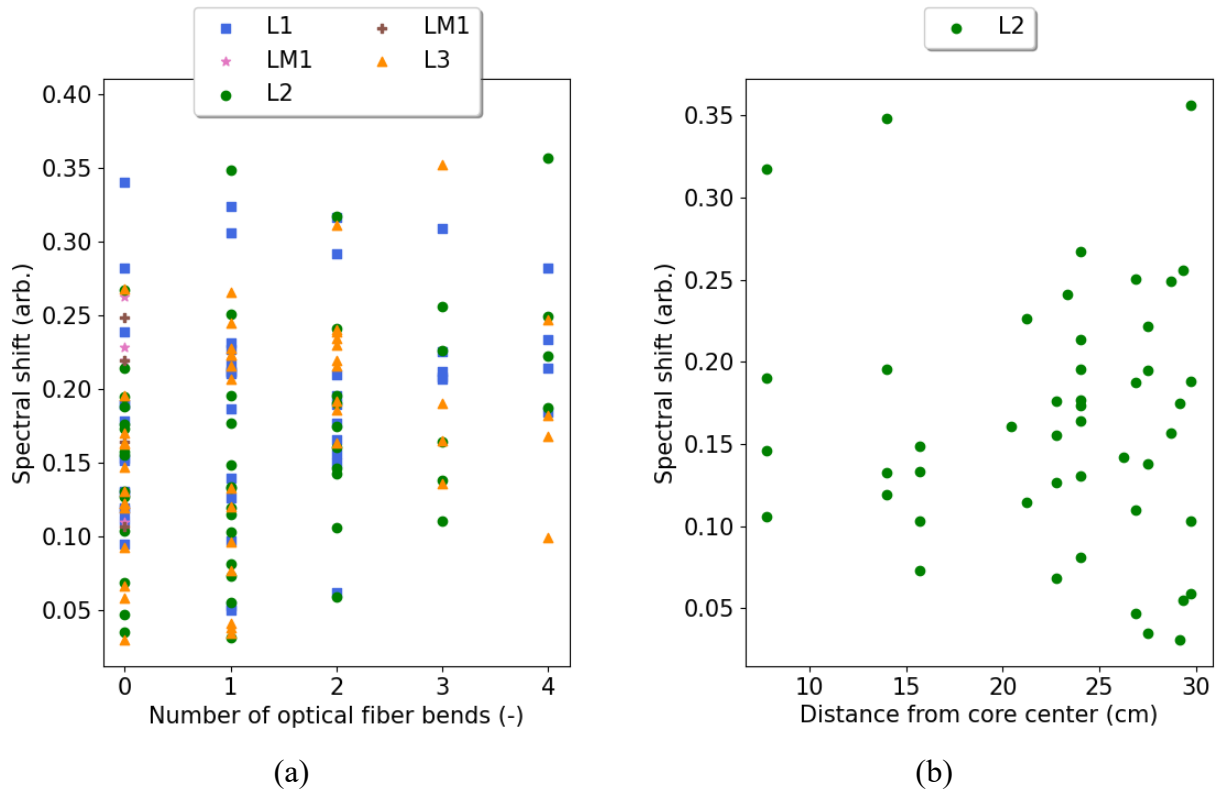 L1 LM1
LM1 L3
L2
0.40
0.35
0.30
0.25
0.20
0.15
0.10
0.05
Spectral shift (arb.)
0 1 2 3 4
Number of optical fiber bends (-)
(a)
L2
0.35
0.30
0.25
0.20
0.15
0.10
0.05
Spectral shift (arb.)
10 15 20 25 30
Distance from core center (cm)
(b)